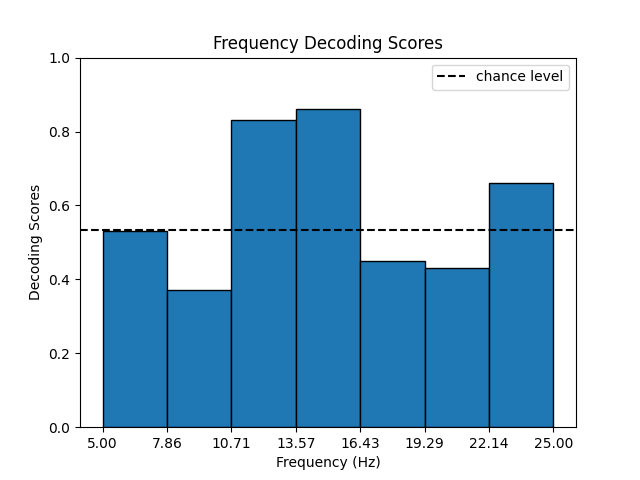 Frequency Decoding Scores
chance level
1.0
0.8
0.6
0.4
0.2
0.0
Decoding Scores
5.00 7.86 10.71 13.57 16.43 19.29 22.14 25.00
Frequency (Hz)